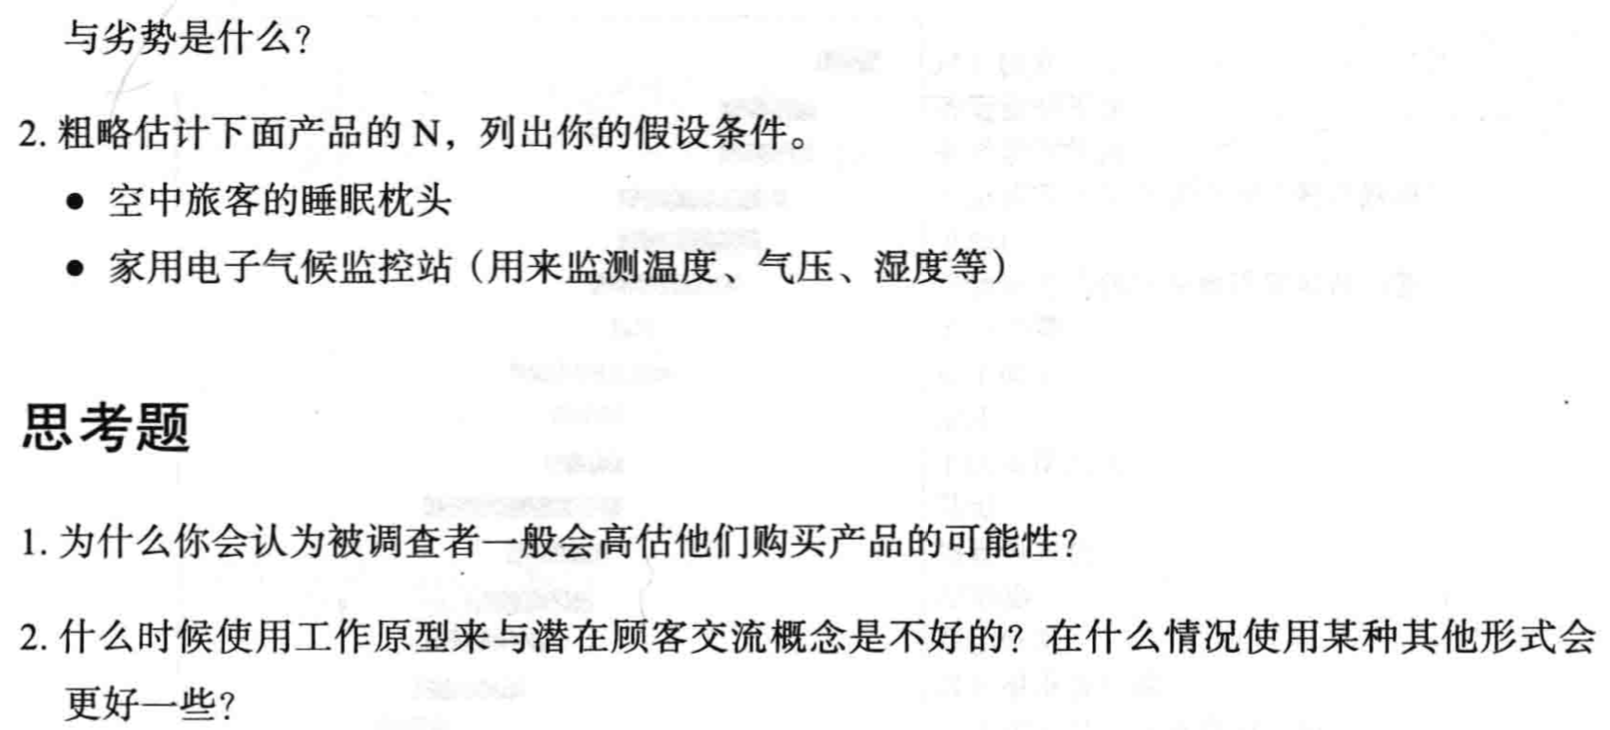 与劣势是什么?
2. 粗略估计下面产品的 N，列出你的假设条件。
● 空中旅客的睡眠枕头
● 家用电子气候监控站（用来监测温度、气压、湿度等）
思考题
1. 为什么你会认为被调查者一般会高估他们购买产品的可能性?
2. 什么时候使用工作原型来与潜在顾客交流概念是不好的? 在什么情况使用某种其他形式会
更好一些?